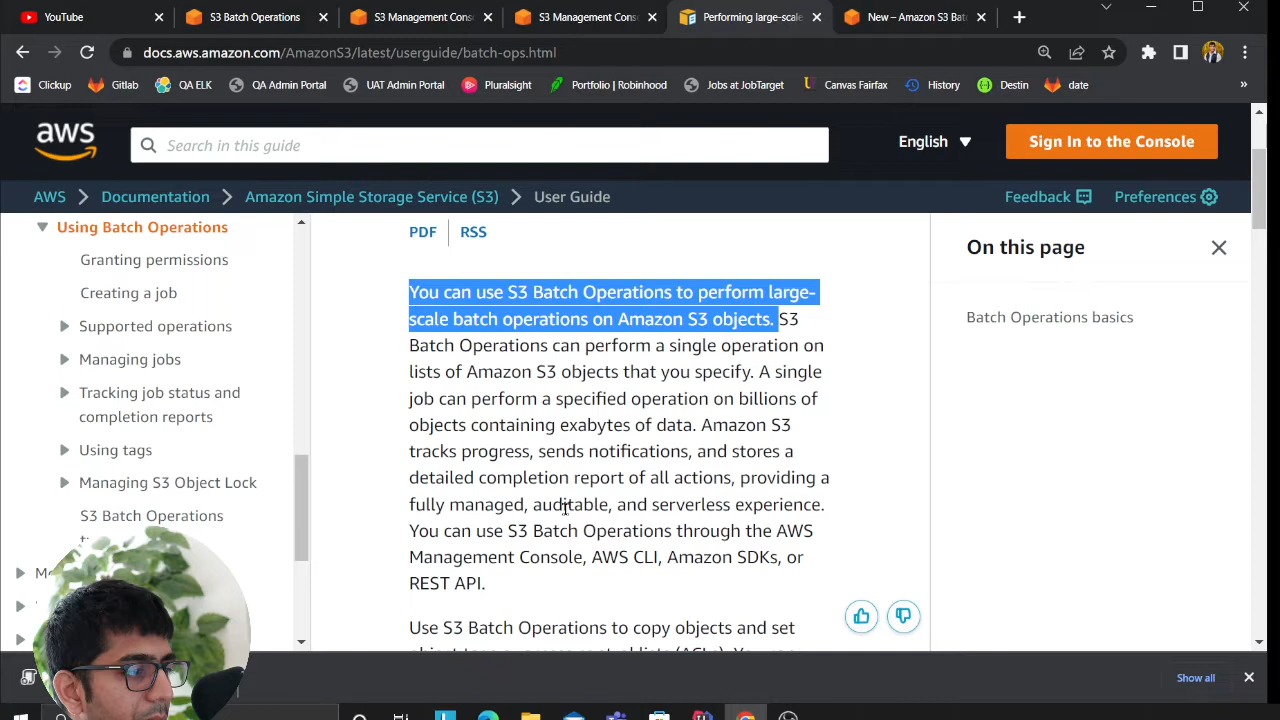 YouTube
S3 Batch Operations
S3 Management Con
S3 Management Con
Performing large-scale
New – Amazon S3 Bat
docs.aws.amazon.com/AmazonS3/latest/userguide/batch-ops.html
Clickup
Gitlab
QA ELK
QA Admin Portal
UAT Admin Portal
Pluralsight
Portfolio | Robinhood
Jobs at JobTarget
Canvas Fairfax
History
Destin
date
aws
Search in this guide
English
Sign In to the Console
AWS
Documentation
Amazon Simple Storage Service (S3)
User Guide
Feedback
Preferences
Using Batch Operations
Granting permissions
Creating a job
Supported operations
Managing jobs
Tracking job status and
completion reports
Using tags
Managing S3 Object Lock
S3 Batch Operations
PDF
RSS
You can use S3 Batch Operations to perform large-
scale batch operations on Amazon S3 objects. S3
Batch Operations can perform a single operation on
lists of Amazon S3 objects that you specify. A single
job can perform a specified operation on billions of
objects containing exabytes of data. Amazon S3
tracks progress, sends notifications, and stores a
detailed completion report of all actions, providing a
fully managed, auditable, and serverless experience.
You can use S3 Batch Operations through the AWS
Management Console, AWS CLI, Amazon SDKs, or
REST API.
Use S3 Batch Operations to copy objects and set
On this page
Batch Operations basics
Show all